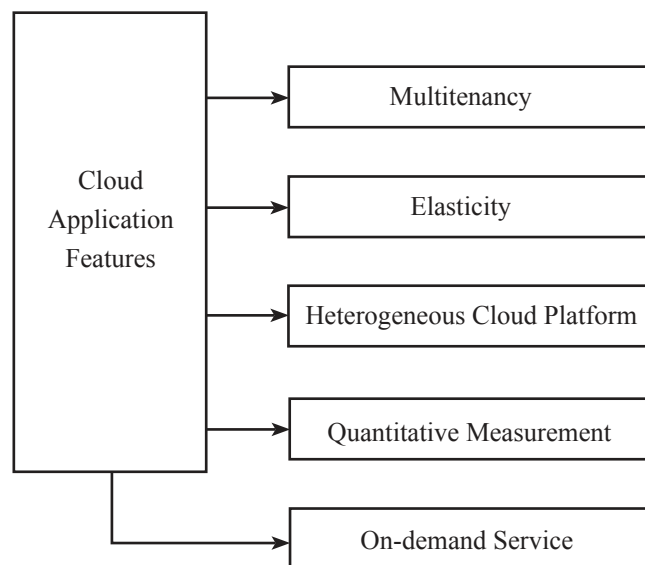 Cloud
Application
Features
Multitenancy
Elasticity
Heterogeneous Cloud Platform
Quantitative Measurement
On-demand Service